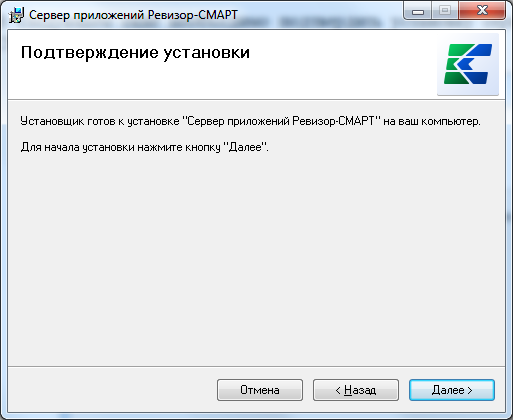 Сервер приложений Ревизор-СМАРТ
Подтверждение установки
Установщик готов к установке "Сервер приложений Ревизор-СМАРТ" на ваш компьютер.
Для начала установки нажмите кнопку "Далее".
Отмена
< Назад
Далее >